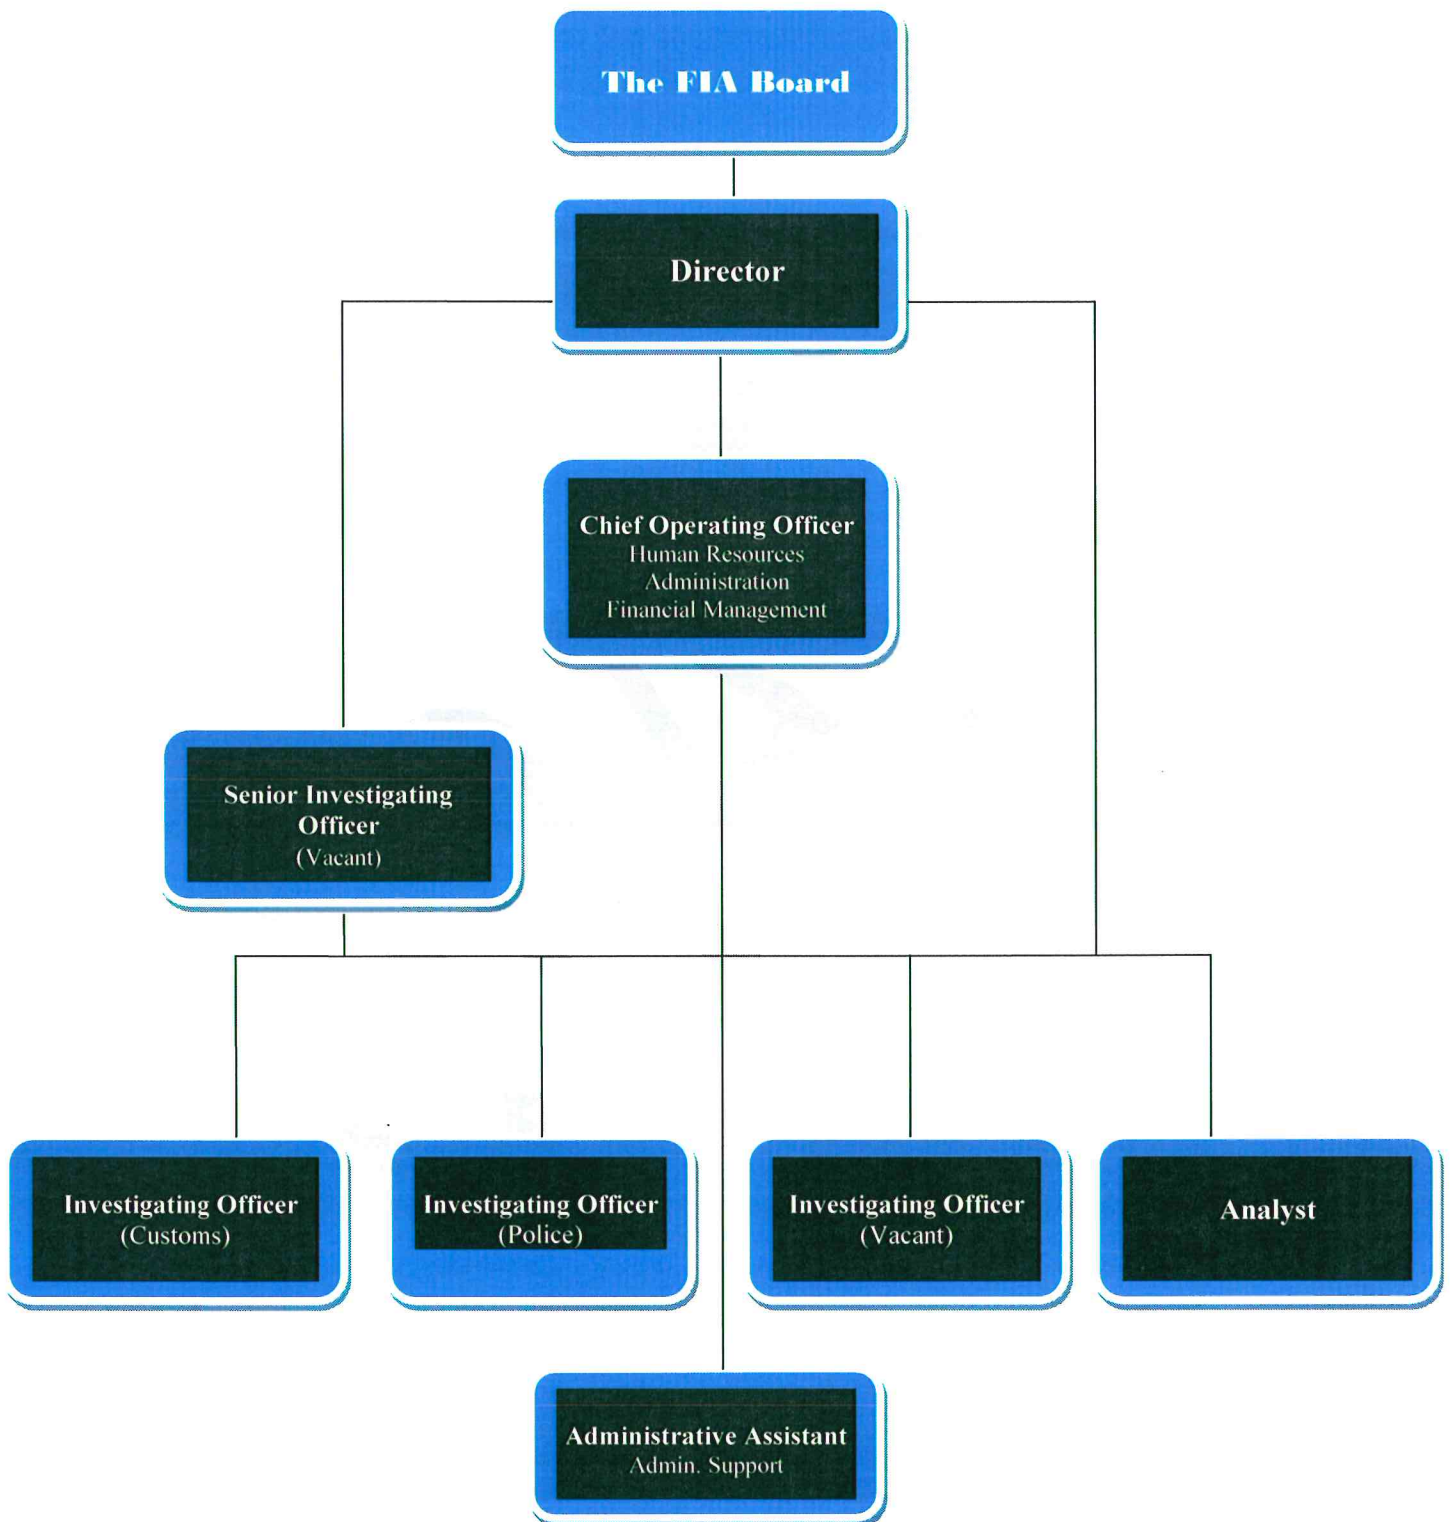 The FIA Board
Director
Chief Operating Officer
Human Resources
Administration
Financial Management
Senior Investigating
Officer
(Vacant)
Investigating Officer
(Customs)
Investigating Officer
(Police)
Investigating Officer
(Vacant)
Analyst
Administrative Assistant
Admin. Support